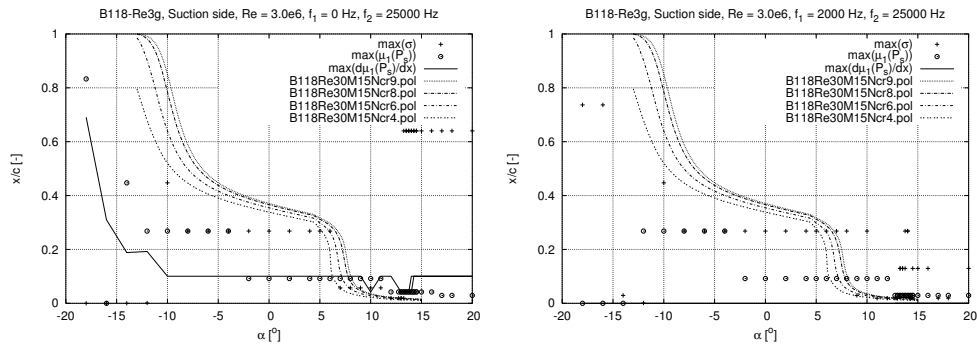 B118-Re3g, Suction side, Re = 3.0e6, f₁ = 0 Hz, f₂ = 25000 Hz
1
0.8
0.6
0.4
0.2
0
x/c [-]
max(σ)
max(μ₁(Pₛ))
max(dμ₁(Pₛ)/dx)
B118Re30M15Ncr9.pol
B118Re30M15Ncr8.pol
B118Re30M15Ncr6.pol
B118Re30M15Ncr4.pol
-20 -15 -10 -5 0 5 10 15 20
α [°]
B118-Re3g, Suction side, Re = 3.0e6, f₁ = 2000 Hz, f₂ = 25000 Hz
1
0.8
0.6
0.4
0.2
0
x/c [-]
max(σ)
max(μ₁(Pₛ))
max(dμ₁(Pₛ)/dx)
B118Re30M15Ncr9.pol
B118Re30M15Ncr8.pol
B118Re30M15Ncr6.pol
B118Re30M15Ncr4.pol
-20 -15 -10 -5 0 5 10 15 20
α [°]